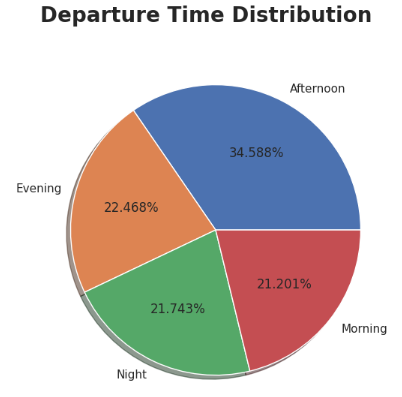 Departure Time Distribution
Afternoon
34.588%
Evening
22.468%
21.743%
Night
21.201%
Morning